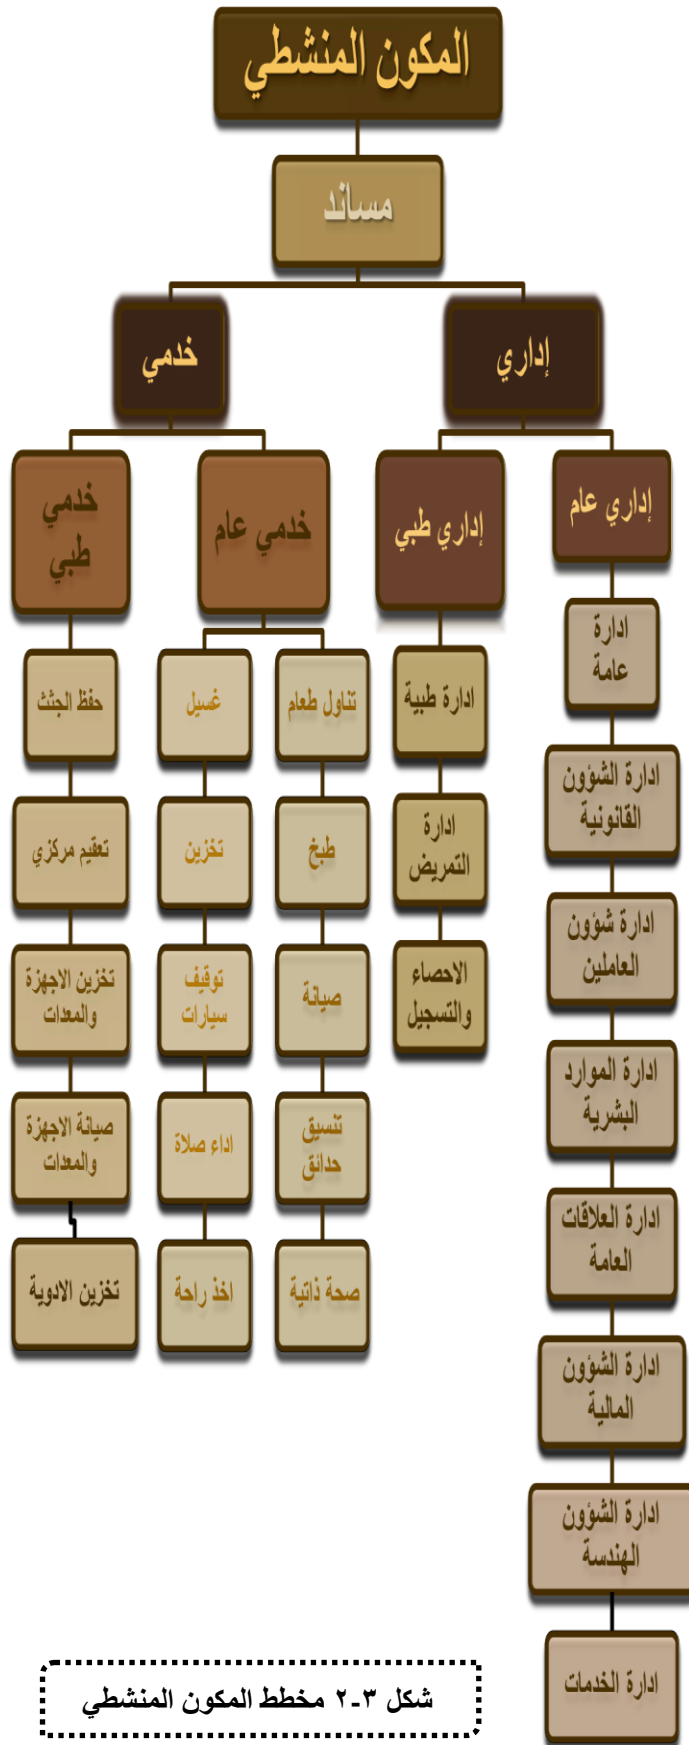 المكون المنشطي
مساند
إداري
خدمي
إداري عام
إداري طبي
خدمي عام
خدمي
طبي
ادارة
عامة
ادارة الشؤون
القانونية
ادارة شؤون
العاملين
ادارة الموارد
البشرية
ادارة العلاقات
العامة
ادارة الشؤون
المالية
ادارة الشؤون
الهندسة
ادارة الخدمات
ادارة طبية
ادارة
التمريض
الاحصاء
والتسجيل
تناول طعام
طبخ
صيانة
تنسيق
حدائق
صحة ذاتية
غسيل
تخزين
توقيف
سيارات
اداء صلاة
اخذ راحة
حفظ الجثث
تعقيم مركزي
تخزين الاجهزة
والمعدات
صيانة الاجهزة
والمعدات
تخزين الادوية
شكل ٣-٢ مخطط المكون المنشطي